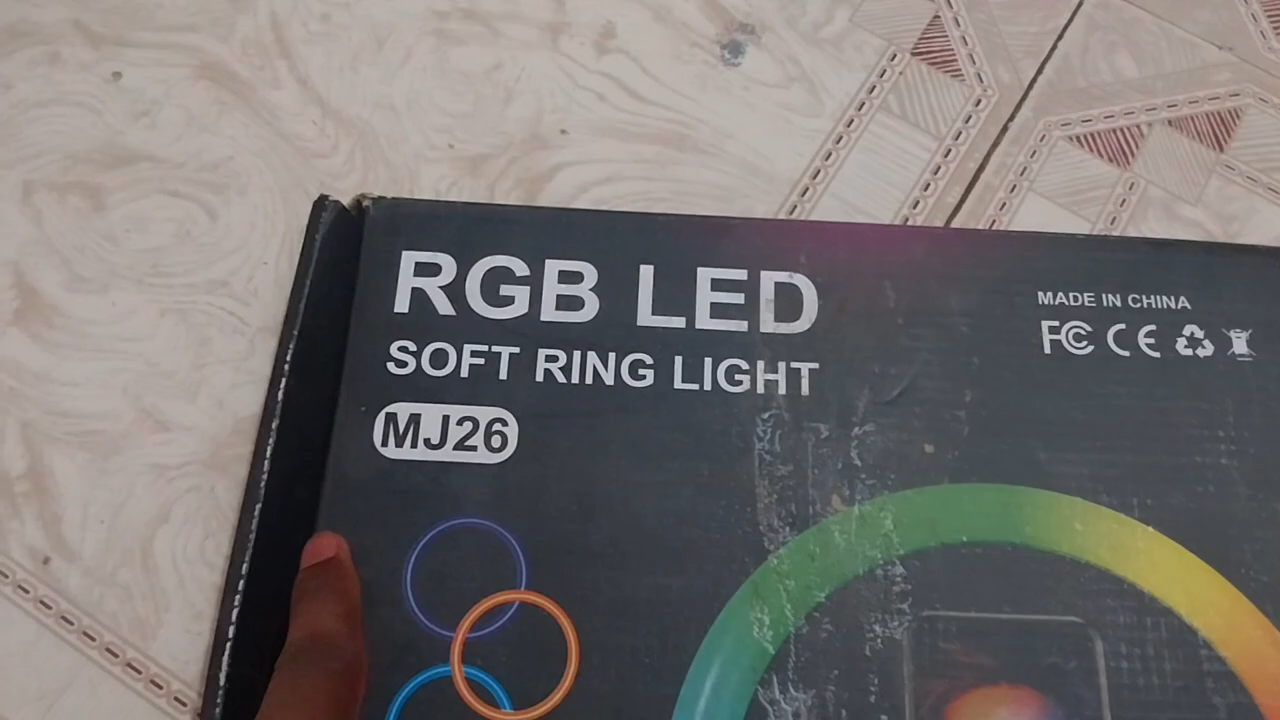 RGB LED
SOFT RING LIGHT
MJ26
MADE IN CHINA
FC CE